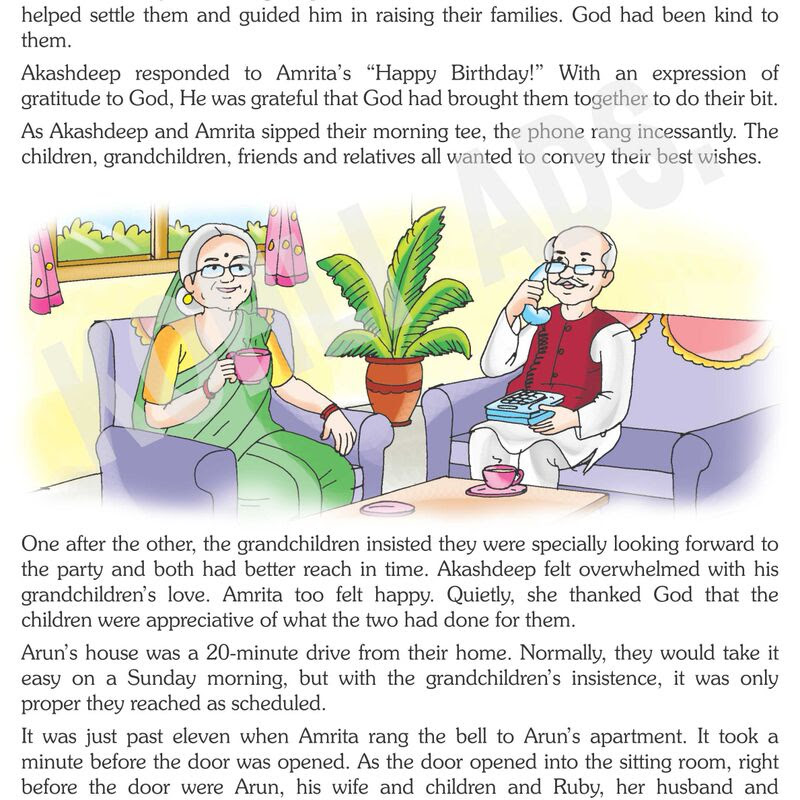 helped settle them and guided him in raising their families. God had been kind to
them.
Akashdeep responded to Amrita's “Happy Birthday!” With an expression of
gratitude to God, He was grateful that God had brought them together to do their bit.
As Akashdeep and Amrita sipped their morning tee, the phone rang incessantly. The
children, grandchildren, friends and relatives all wanted to convey their best wishes.
One after the other, the grandchildren insisted they were specially looking forward to
the party and both had better reach in time. Akashdeep felt overwhelmed with his
grandchildren's love. Amrita too felt happy. Quietly, she thanked God that the
children were appreciative of what the two had done for them.
Arun's house was a 20-minute drive from their home. Normally, they would take it
easy on a Sunday morning, but with the grandchildren's insistence, it was only
proper they reached as scheduled.
It was just past eleven when Amrita rang the bell to Arun's apartment. It took a
minute before the door was opened. As the door opened into the sitting room, right
before the door were Arun, his wife and children and Ruby, her husband and